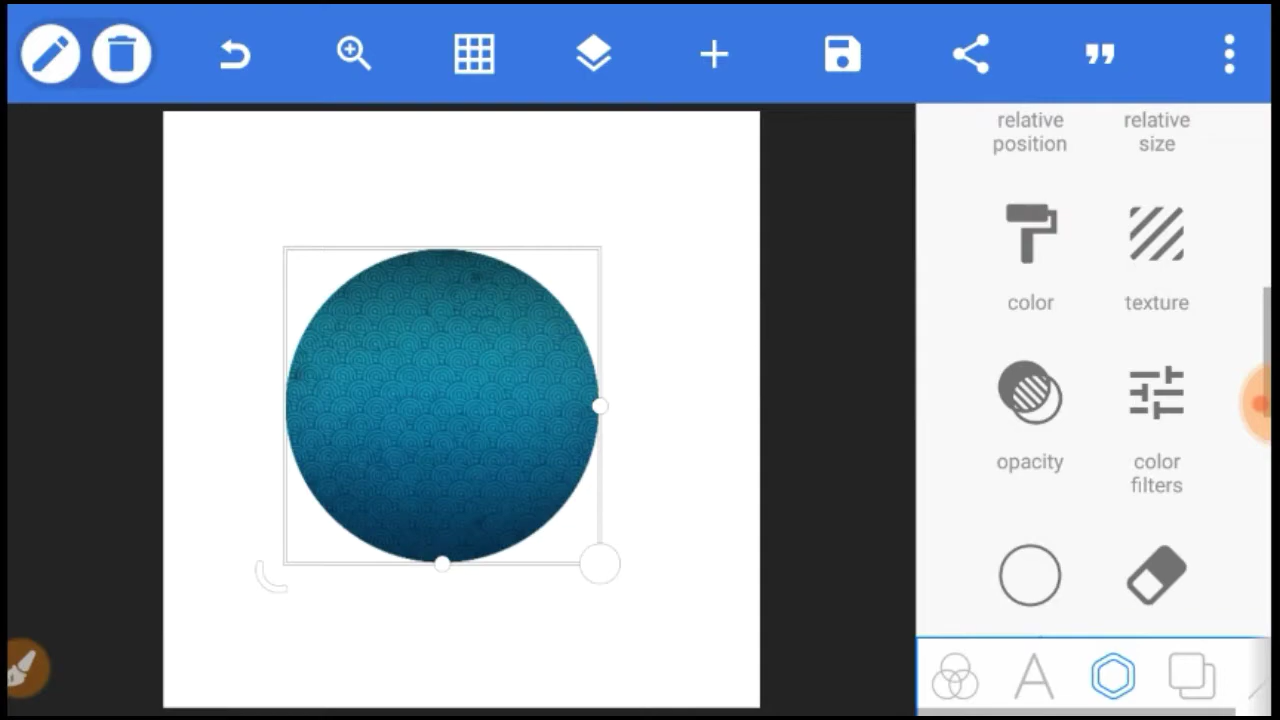 relative
position
relative
size
color
texture
opacity
color
filters